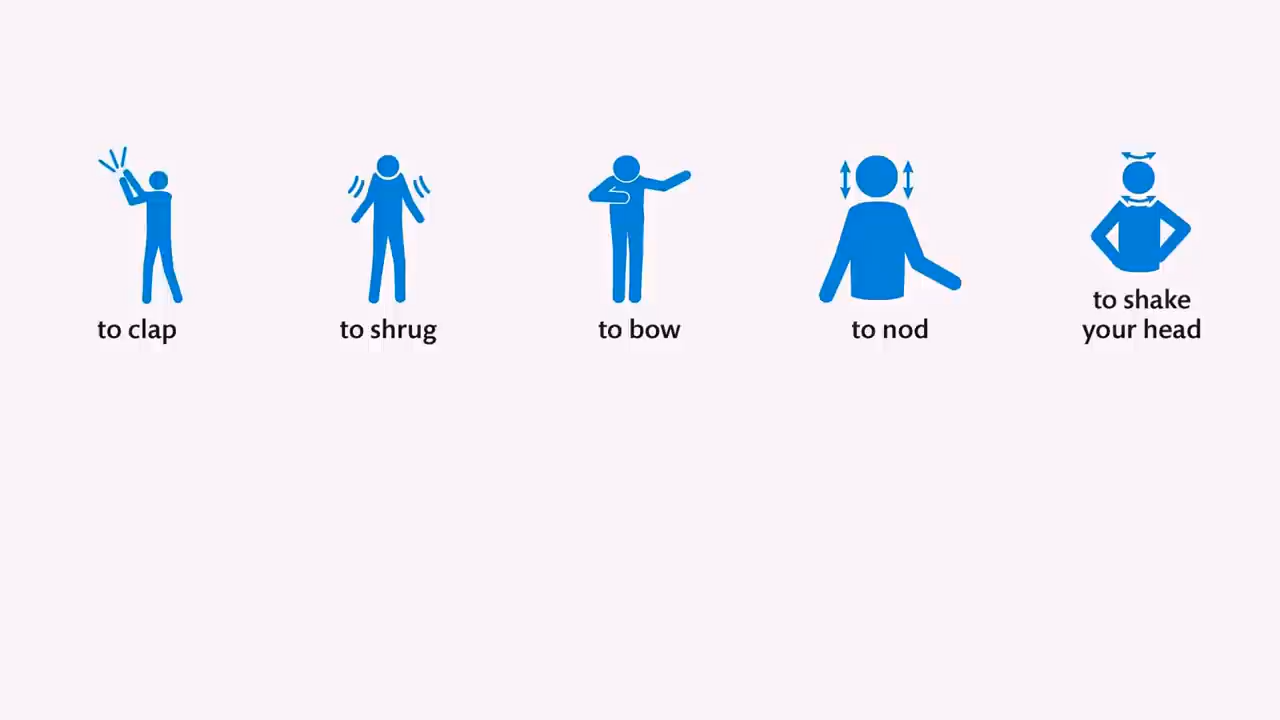 to clap
to shrug
to bow
to nod
to shake
your head